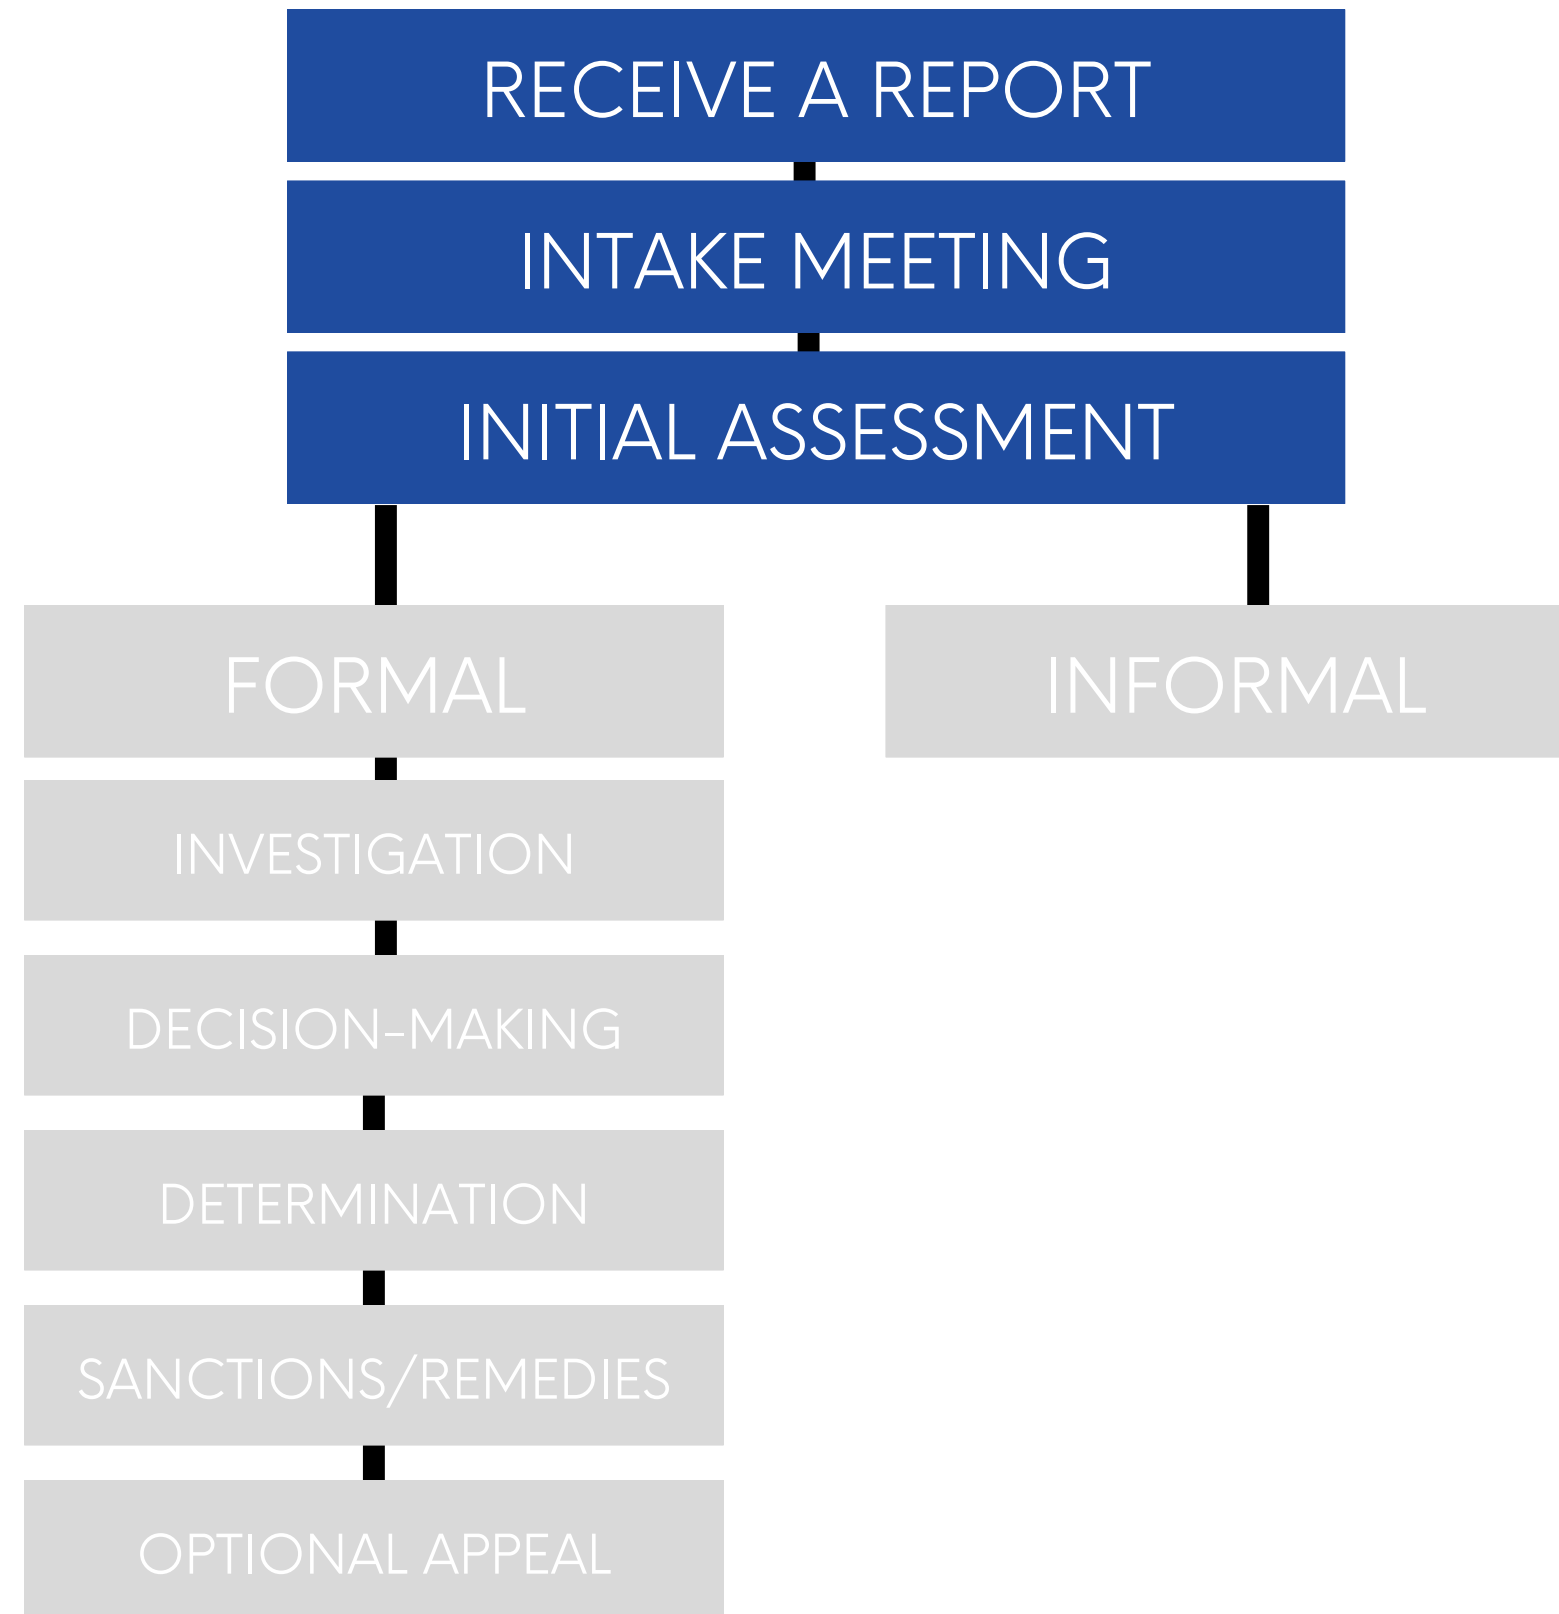 RECEIVE A REPORT
INTAKE MEETING
INITIAL ASSESSMENT
FORMAL
INFORMAL
INVESTIGATION
DECISION-MAKING
DETERMINATION
SANCTIONS/REMEDIES
OPTIONAL APPEAL